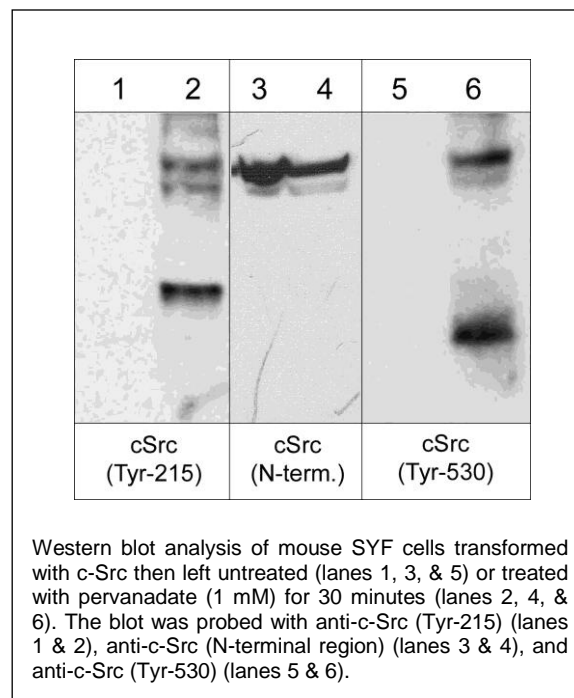 1 2 3 4 5 6
cSrc (Tyr-215)
cSrc (N-term.)
cSrc (Tyr-530)
Western blot analysis of mouse SYF cells transformed
with c-Src then left untreated (lanes 1, 3, & 5) or treated
with pervanadate (1 mM) for 30 minutes (lanes 2, 4, &
6). The blot was probed with anti-c-Src (Tyr-215) (lanes
1 & 2), anti-c-Src (N-terminal region) (lanes 3 & 4), and
anti-c-Src (Tyr-530) (lanes 5 & 6).